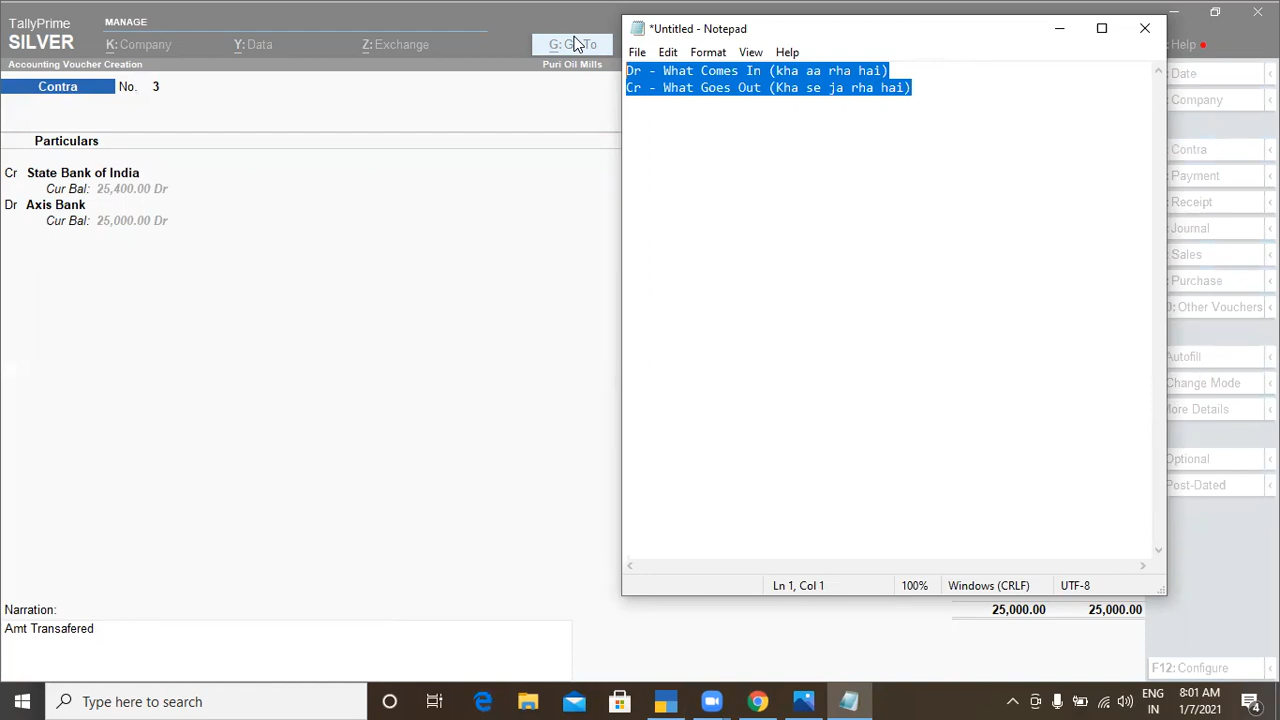 TallyPrime
SILVER
MANAGE
K: Company
Y: Data
Z: Exchange
G: Go To
Help
Accounting Voucher Creation
Puri Oil Mills
Contra
No. 3
Particulars
Cr State Bank of India
Cur Bal: 25,400.00 Dr
Dr Axis Bank
Cur Bal: 25,000.00 Dr
Narration:
Amt Transafered
25,000.00 25,000.00
*Untitled - Notepad
File Edit Format View Help
Dr - What Comes In (kha aa rha hai)
Cr - What Goes Out (Kha se ja rha hai)
Ln 1, Col 1
100%
Windows (CRLF)
UTF-8
: Date
: Company
: Contra
: Payment
: Receipt
: Journal
: Sales
: Purchase
: Other Vouchers
Autofill
Change Mode
More Details
Optional
Post-Dated
F12: Configure
Type here to search
ENG
IN
8:01 AM
1/7/2021
4